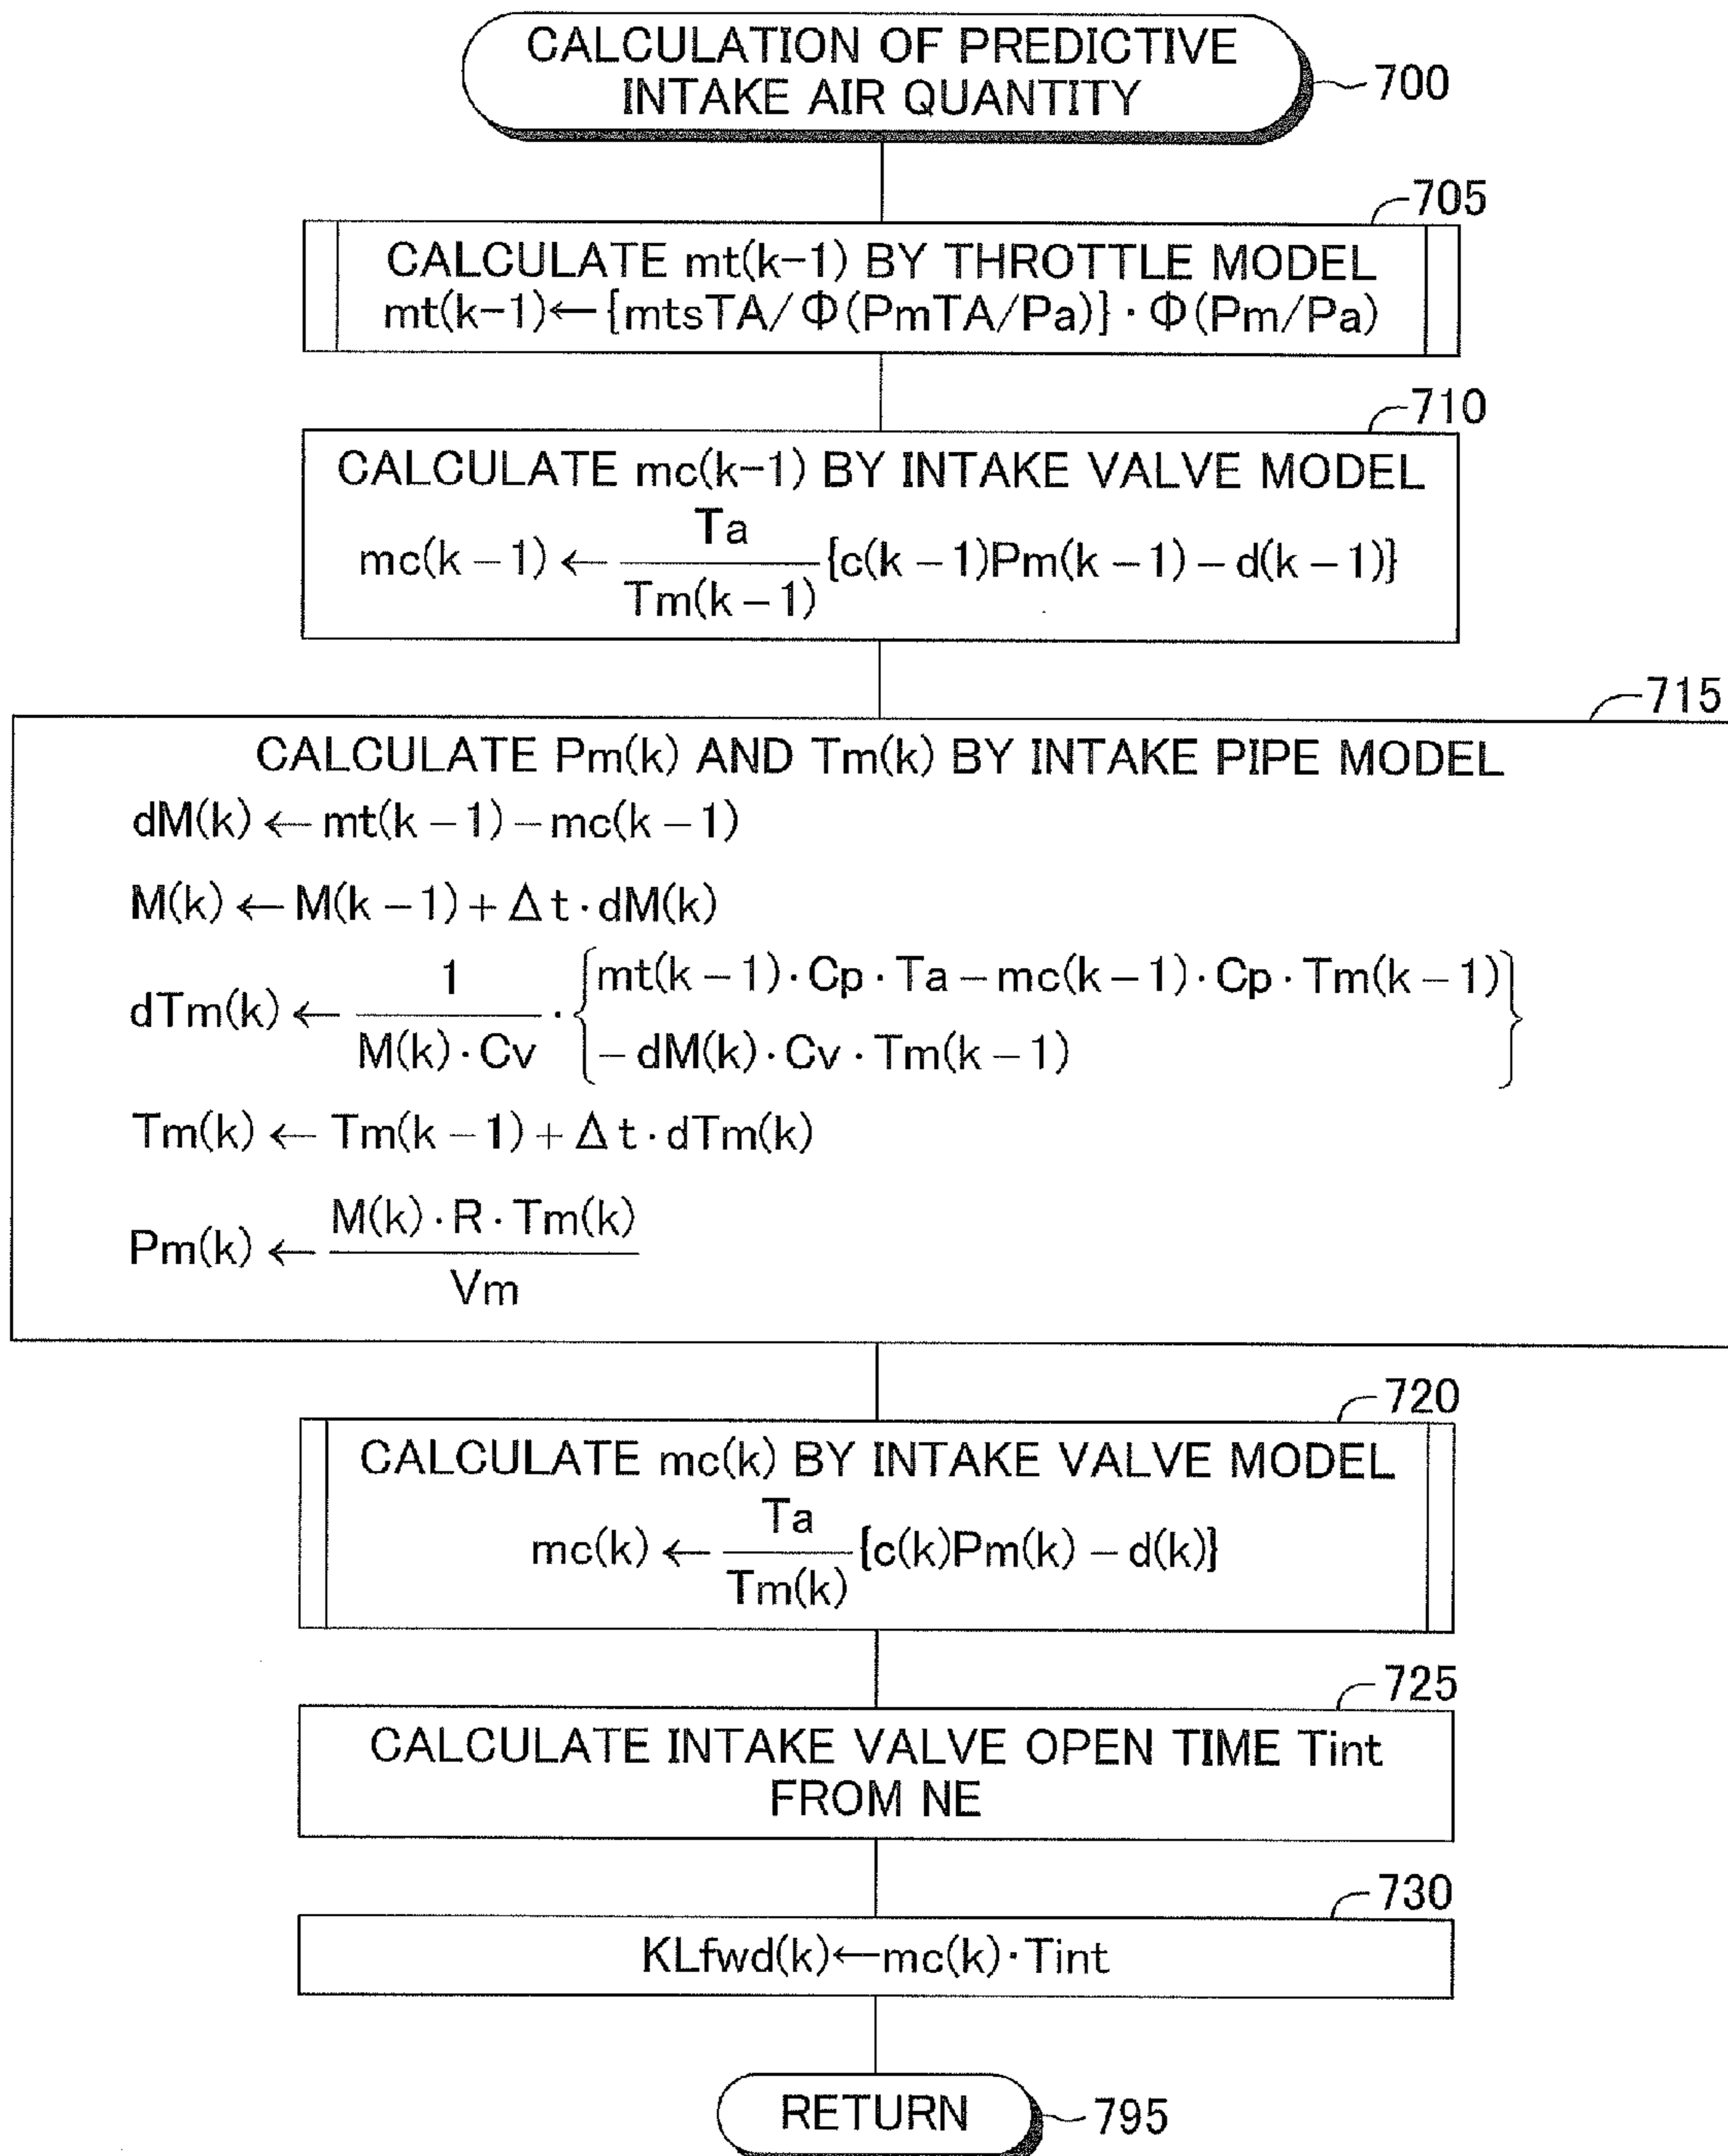 CALCULATION OF PREDICTIVE
INTAKE AIR QUANTITY
700
705
CALCULATE mt(k-1) BY THROTTLE MODEL
mt(k-1)←{mtsTA/Φ(PmTA/Pa)}·Φ(Pm/Pa)
710
CALCULATE mc(k-1) BY INTAKE VALVE MODEL
mc(k-1) ← Ta/Tm(k-1) {c(k-1)Pm(k-1)-d(k-1)}
715
CALCULATE Pm(k) AND Tm(k) BY INTAKE PIPE MODEL
dM(k) ← mt(k-1)-mc(k-1)
M(k) ← M(k-1)+Δt·dM(k)
dTm(k) ← 1/M(k)·Cv · {mt(k-1)·Cp·Ta-mc(k-1)·Cp·Tm(k-1)
-dM(k)·Cv·Tm(k-1)}
Tm(k) ← Tm(k-1)+Δt·dTm(k)
Pm(k) ← M(k)·R·Tm(k)/Vm
720
CALCULATE mc(k) BY INTAKE VALVE MODEL
mc(k) ← Ta/Tm(k) {c(k)Pm(k)-d(k)}
725
CALCULATE INTAKE VALVE OPEN TIME Tint
FROM NE
730
KLfwd(k)←mc(k)·Tint
RETURN
795